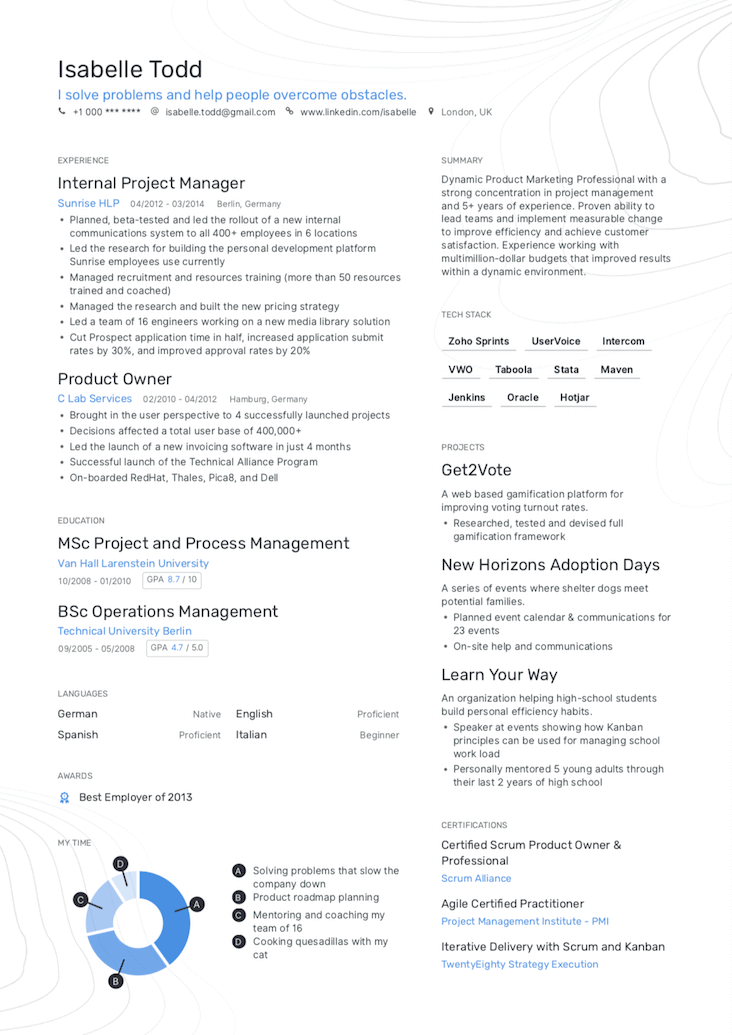 Isabelle Todd
I solve problems and help people overcome obstacles.
+1 000 *** **** @ isabelle.todd@gmail.com www.linkedin.com/isabelle London, UK
EXPERIENCE
Internal Project Manager
Sunrise HLP 04/2012 - 03/2014 Berlin, Germany
• Planned, beta-tested and led the rollout of a new internal
communications system to all 400+ employees in 6 locations
• Led the research for building the personal development platform
Sunrise employees use currently
• Managed recruitment and resources training (more than 50 resources
trained and coached)
• Managed the research and built the new pricing strategy
• Led a team of 16 engineers working on a new media library solution
• Cut Prospect application time in half, increased application submit
rates by 30%, and improved approval rates by 20%
Product Owner
C Lab Services 02/2010 - 04/2012 Hamburg, Germany
• Brought in the user perspective to 4 successfully launched projects
• Decisions affected a total user base of 400,000+
• Led the launch of a new invoicing software in just 4 months
• Successful launch of the Technical Alliance Program
• On-boarded RedHat, Thales, Pica8, and Dell
EDUCATION
MSc Project and Process Management
Van Hall Larenstein University
10/2008 - 01/2010 GPA 8.7 / 10
BSc Operations Management
Technical University Berlin
09/2005 - 05/2008 GPA 4.7 / 5.0
LANGUAGES
German Native English Proficient
Spanish Proficient Italian Beginner
AWARDS
Best Employer of 2013
MY TIME
D
C
A
B
A Solving problems that slow the
company down
B Product roadmap planning
C Mentoring and coaching my
team of 16
D Cooking quesadillas with my
cat
SUMMARY
Dynamic Product Marketing Professional with a
strong concentration in project management
and 5+ years of experience. Proven ability to
lead teams and implement measurable change
to improve efficiency and achieve customer
satisfaction. Experience working with
multimillion-dollar budgets that improved results
within a dynamic environment.
TECH STACK
Zoho Sprints UserVoice Intercom
VWO Taboola Stata Maven
Jenkins Oracle Hotjar
PROJECTS
Get2Vote
A web based gamification platform for
improving voting turnout rates.
• Researched, tested and devised full
gamification framework
New Horizons Adoption Days
A series of events where shelter dogs meet
potential families.
• Planned event calendar & communications for
23 events
• On-site help and communications
Learn Your Way
An organization helping high-school students
build personal efficiency habits.
• Speaker at events showing how Kanban
principles can be used for managing school
work load
• Personally mentored 5 young adults through
their last 2 years of high school
CERTIFICATIONS
Certified Scrum Product Owner &
Professional
Scrum Alliance
Agile Certified Practitioner
Project Management Institute - PMI
Iterative Delivery with Scrum and Kanban
TwentyEighty Strategy Execution